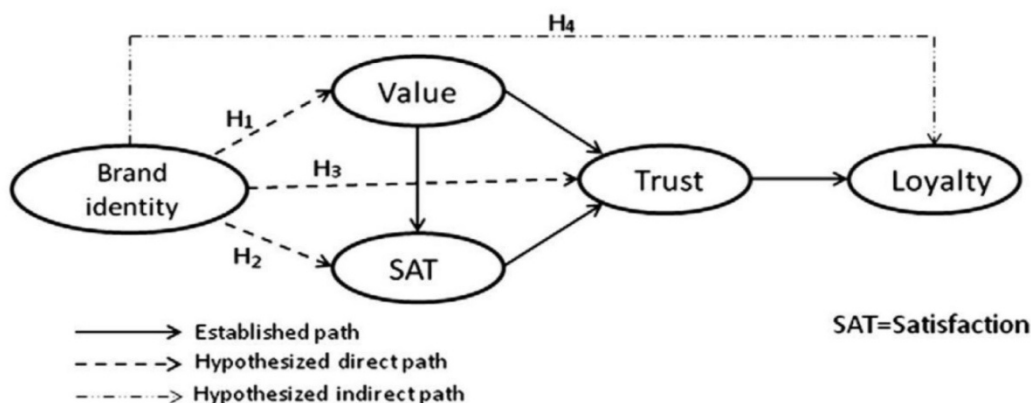 H4
Value
H1
Brand
identity
H3
Trust
Loyalty
H2
SAT
Established path
SAT=Satisfaction
Hypothesized direct path
Hypothesized indirect path